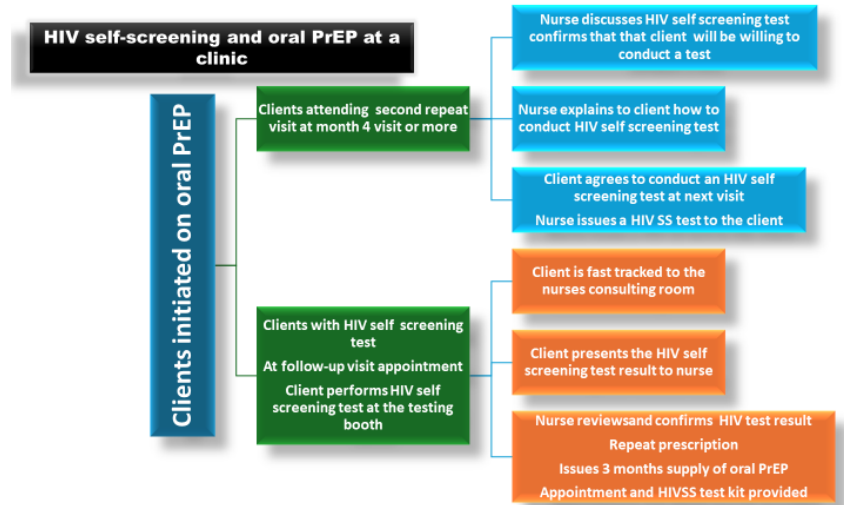 HIV self-screening and oral PrEP at a
clinic
Clients initiated on oral PrEP
Clients attending second repeat
visit at month 4 visit or more
Nurse discusses HIV self screening test
confirms that that client will be willing to
conduct a test
Nurse explains to client how to
conduct HIV self screening test
Client agrees to conduct an HIV self
screening test at next visit
Nurse issues a HIV SS test to the client
Clients with HIV self screening
test
At follow-up visit appointment
Client performs HIV self
screening test at the testing
booth
Client is fast tracked to the
nurses consulting room
Client presents the HIV self
screening test result to nurse
Nurse reviewsand confirms HIV test result
Repeat prescription
Issues 3 months supply of oral PrEP
Appointment and HIVSS test kit provided